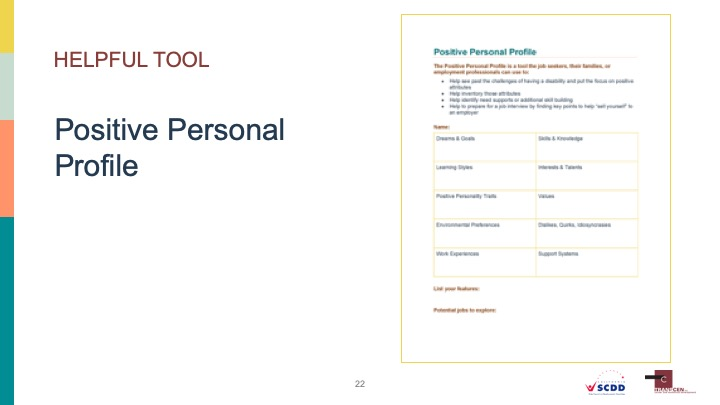 HELPFUL TOOL
Positive Personal
Profile
Positive Personal Profile
The Positive Personal Profile is a tool the job seekers, their families, or
employment professionals can use to:
• Help see past the challenges of having a disability and put the focus on positive
attributes
• Help inventory those attributes
• Help identify need supports or additional skill building
• Help to prepare for a job interview by finding key points to help "sell yourself" to
an employer
Name:
Dreams & Goals
Skills & Knowledge
Learning Styles
Interests & Talents
Positive Personality Traits
Values
Environmental Preferences
Dislikes, Quirks, Idiosyncrasies
Work Experiences
Support Systems
List your features:
Potential jobs to explore:
22
SCDD